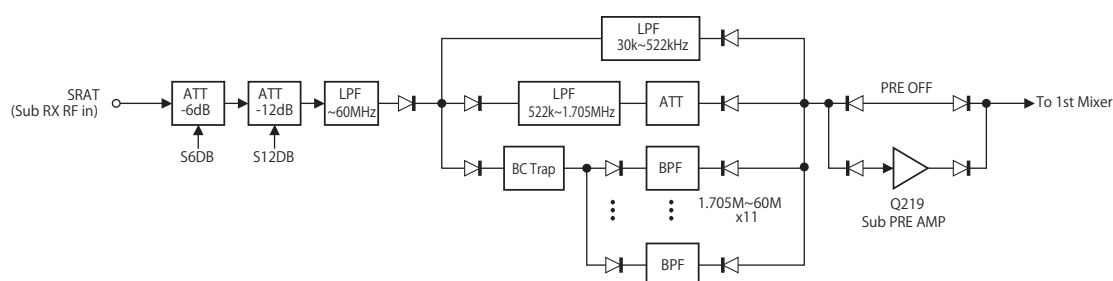 SRAT
(Sub RX RF in)
ATT
-6dB
S6DB
ATT
-12dB
S12DB
LPF
~60MHz
LPF
30k~522kHz
LPF
522k~1.705MHz
ATT
BC Trap
BPF
1.705M~60M
x11
BPF
PRE OFF
Q219
Sub PRE AMP
To 1st Mixer